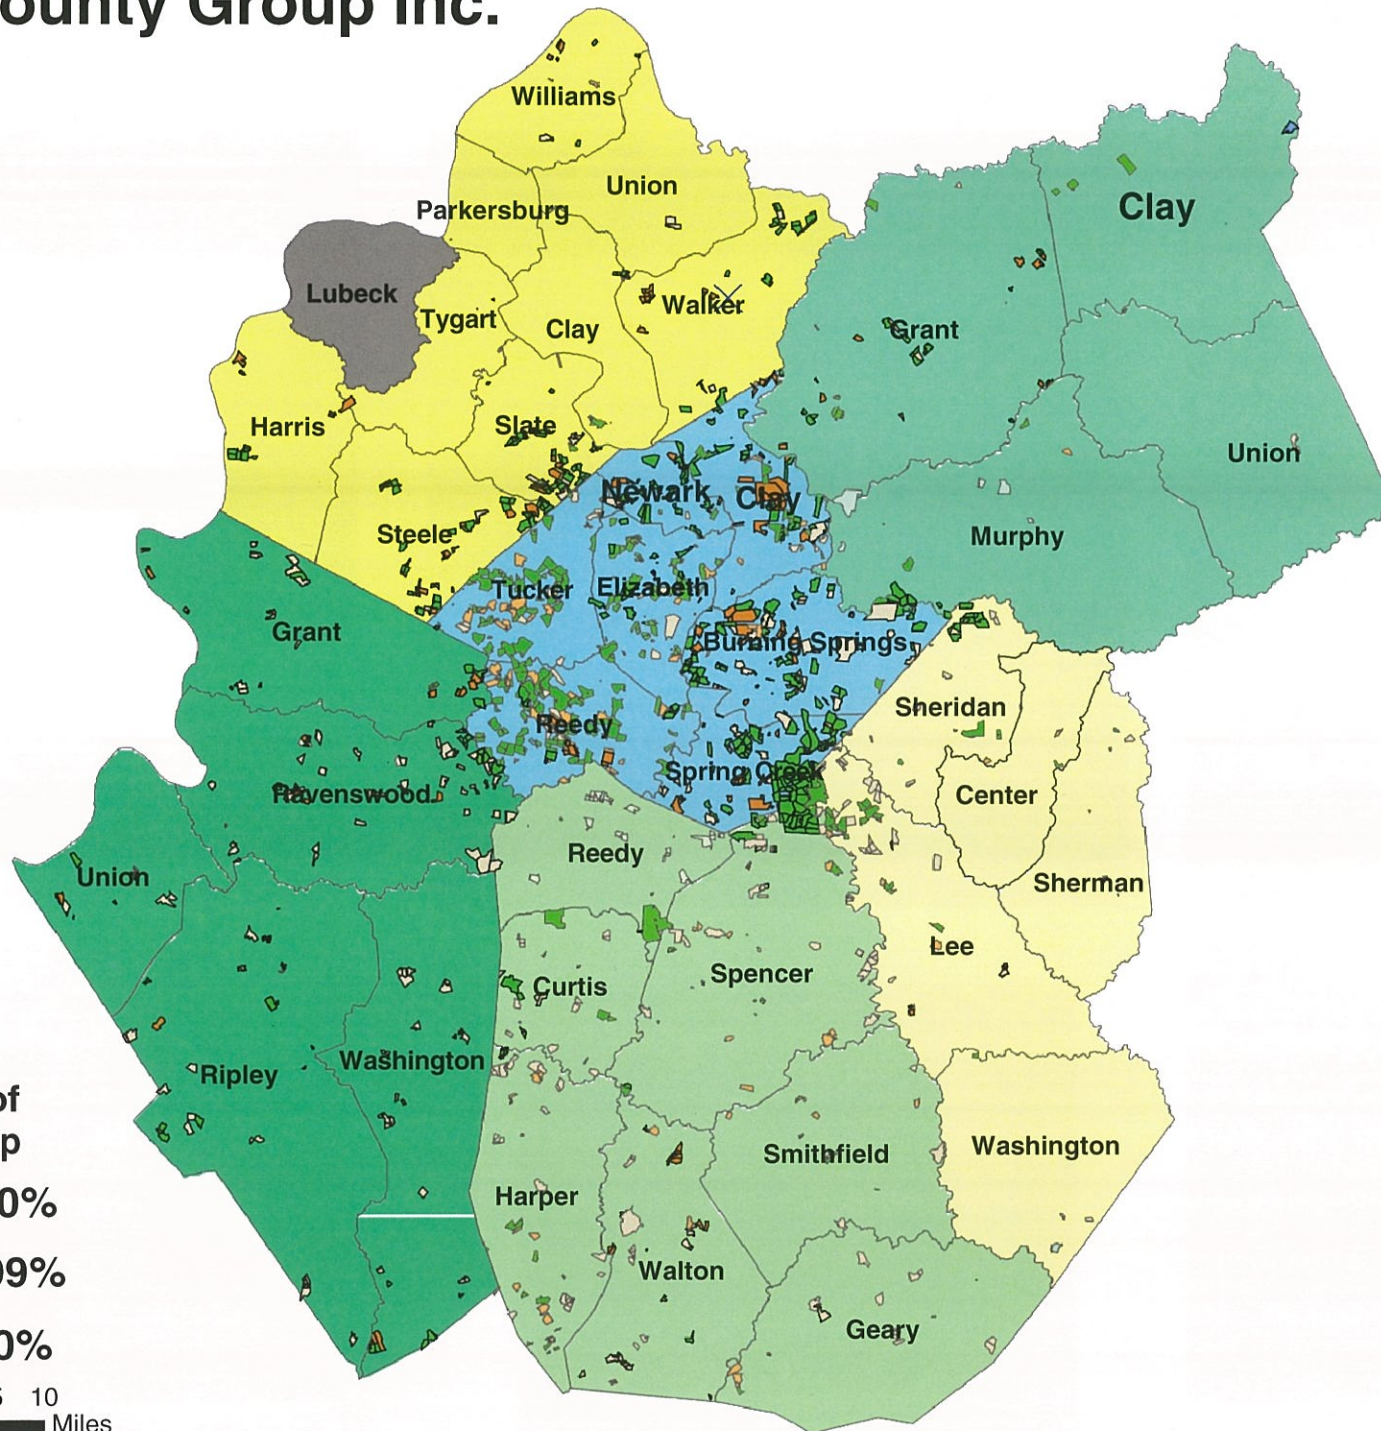 ounty Group Inc.
Williams
Union
Parkersburg
Clay
Lubeck
Tygart
Clay
Walker
Grant
Harris
Slate
Union
Newark
Clay
Steele
Murphy
Tucker
Elizabeth
Grant
Burning Springs
Sheridan
Reedy
Spring Creek
Ravenswood
Center
Reedy
Union
Sherman
Lee
Spencer
Curtis
Ripley
Washington
of
p
Smithfield
Washington
Harper
0%
99%
Walton
Geary
0%
5 10
Miles